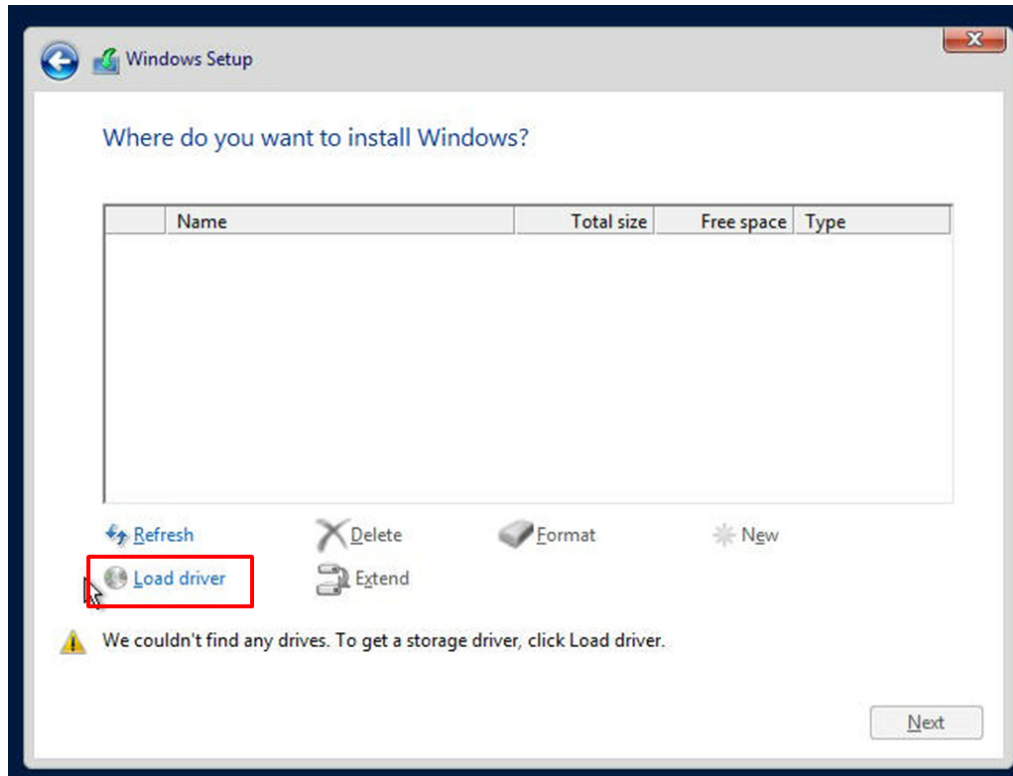 Windows Setup
Where do you want to install Windows?
Name Total size Free space Type
Refresh Delete Format New
Load driver Extend
We couldn't find any drives. To get a storage driver, click Load driver.
Next